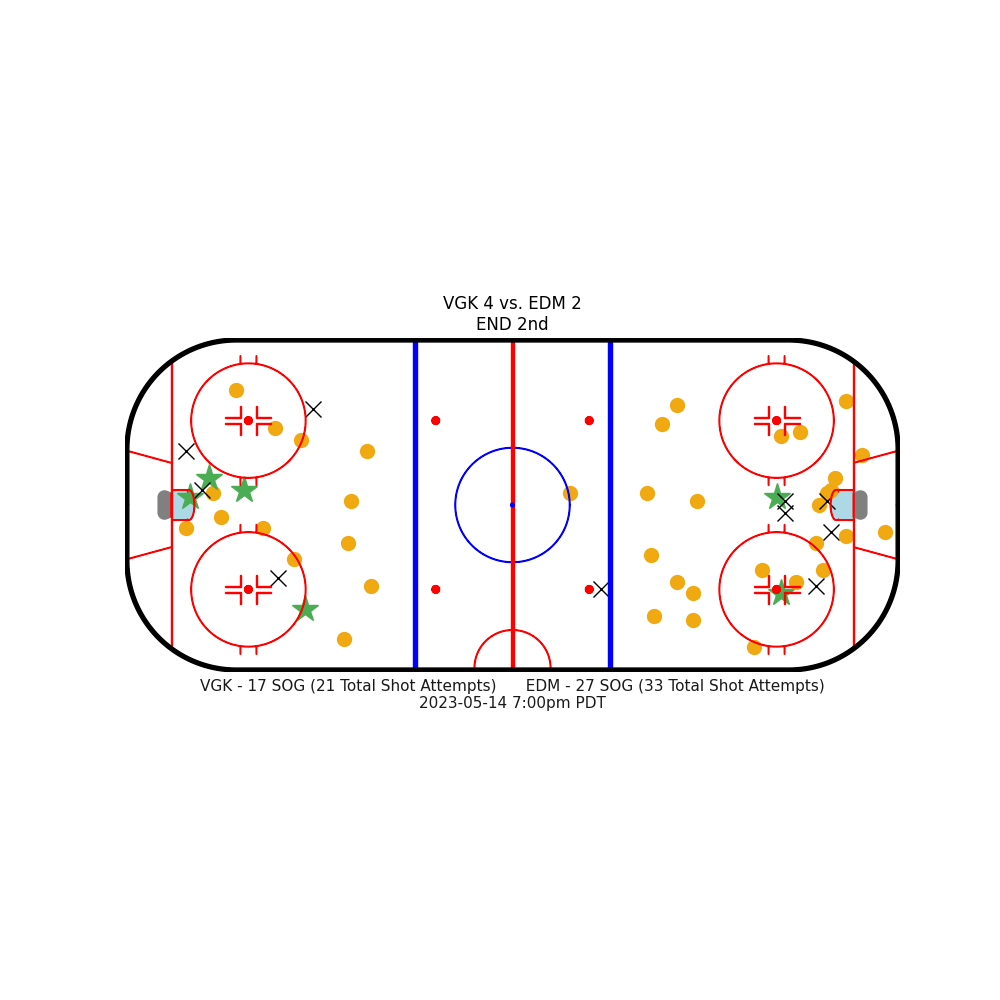 VGK 4 vs. EDM 2
END 2nd
VGK - 17 SOG (21 Total Shot Attempts) EDM - 27 SOG (33 Total Shot Attempts)
2023-05-14 7:00pm PDT